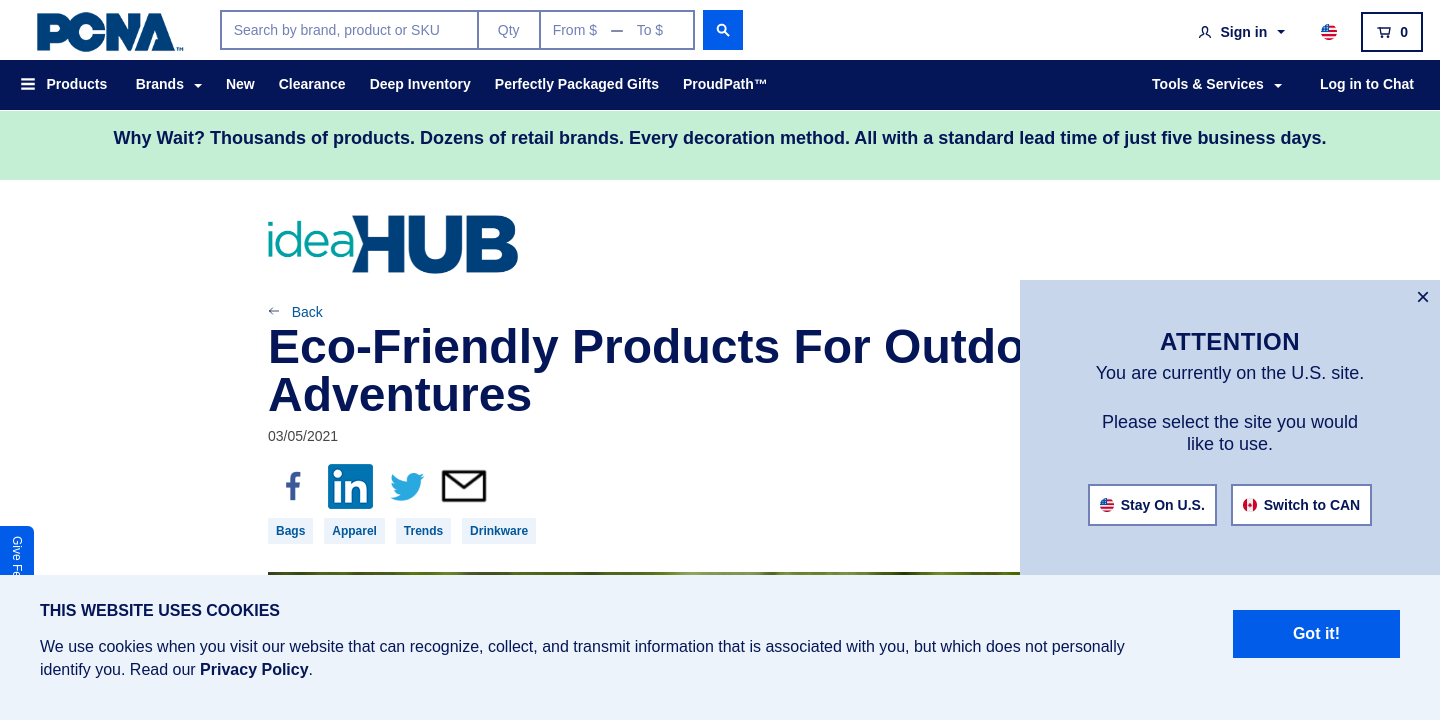 PCNA™
Search by brand, product or SKU
Qty
From $ — To $
Sign in
0
Products
Brands
New
Clearance
Deep Inventory
Perfectly Packaged Gifts
ProudPath™
Tools & Services
Log in to Chat
Why Wait? Thousands of products. Dozens of retail brands. Every decoration method. All with a standard lead time of just five business days.
ideaHUB
Back
Eco-Friendly Products For Outdo
Adventures
03/05/2021
Bags
Apparel
Trends
Drinkware
×
ATTENTION
You are currently on the U.S. site.
Please select the site you would
like to use.
Stay On U.S.
Switch to CAN
Give Fe
THIS WEBSITE USES COOKIES
We use cookies when you visit our website that can recognize, collect, and transmit information that is associated with you, but which does not personally
identify you. Read our Privacy Policy.
Got it!